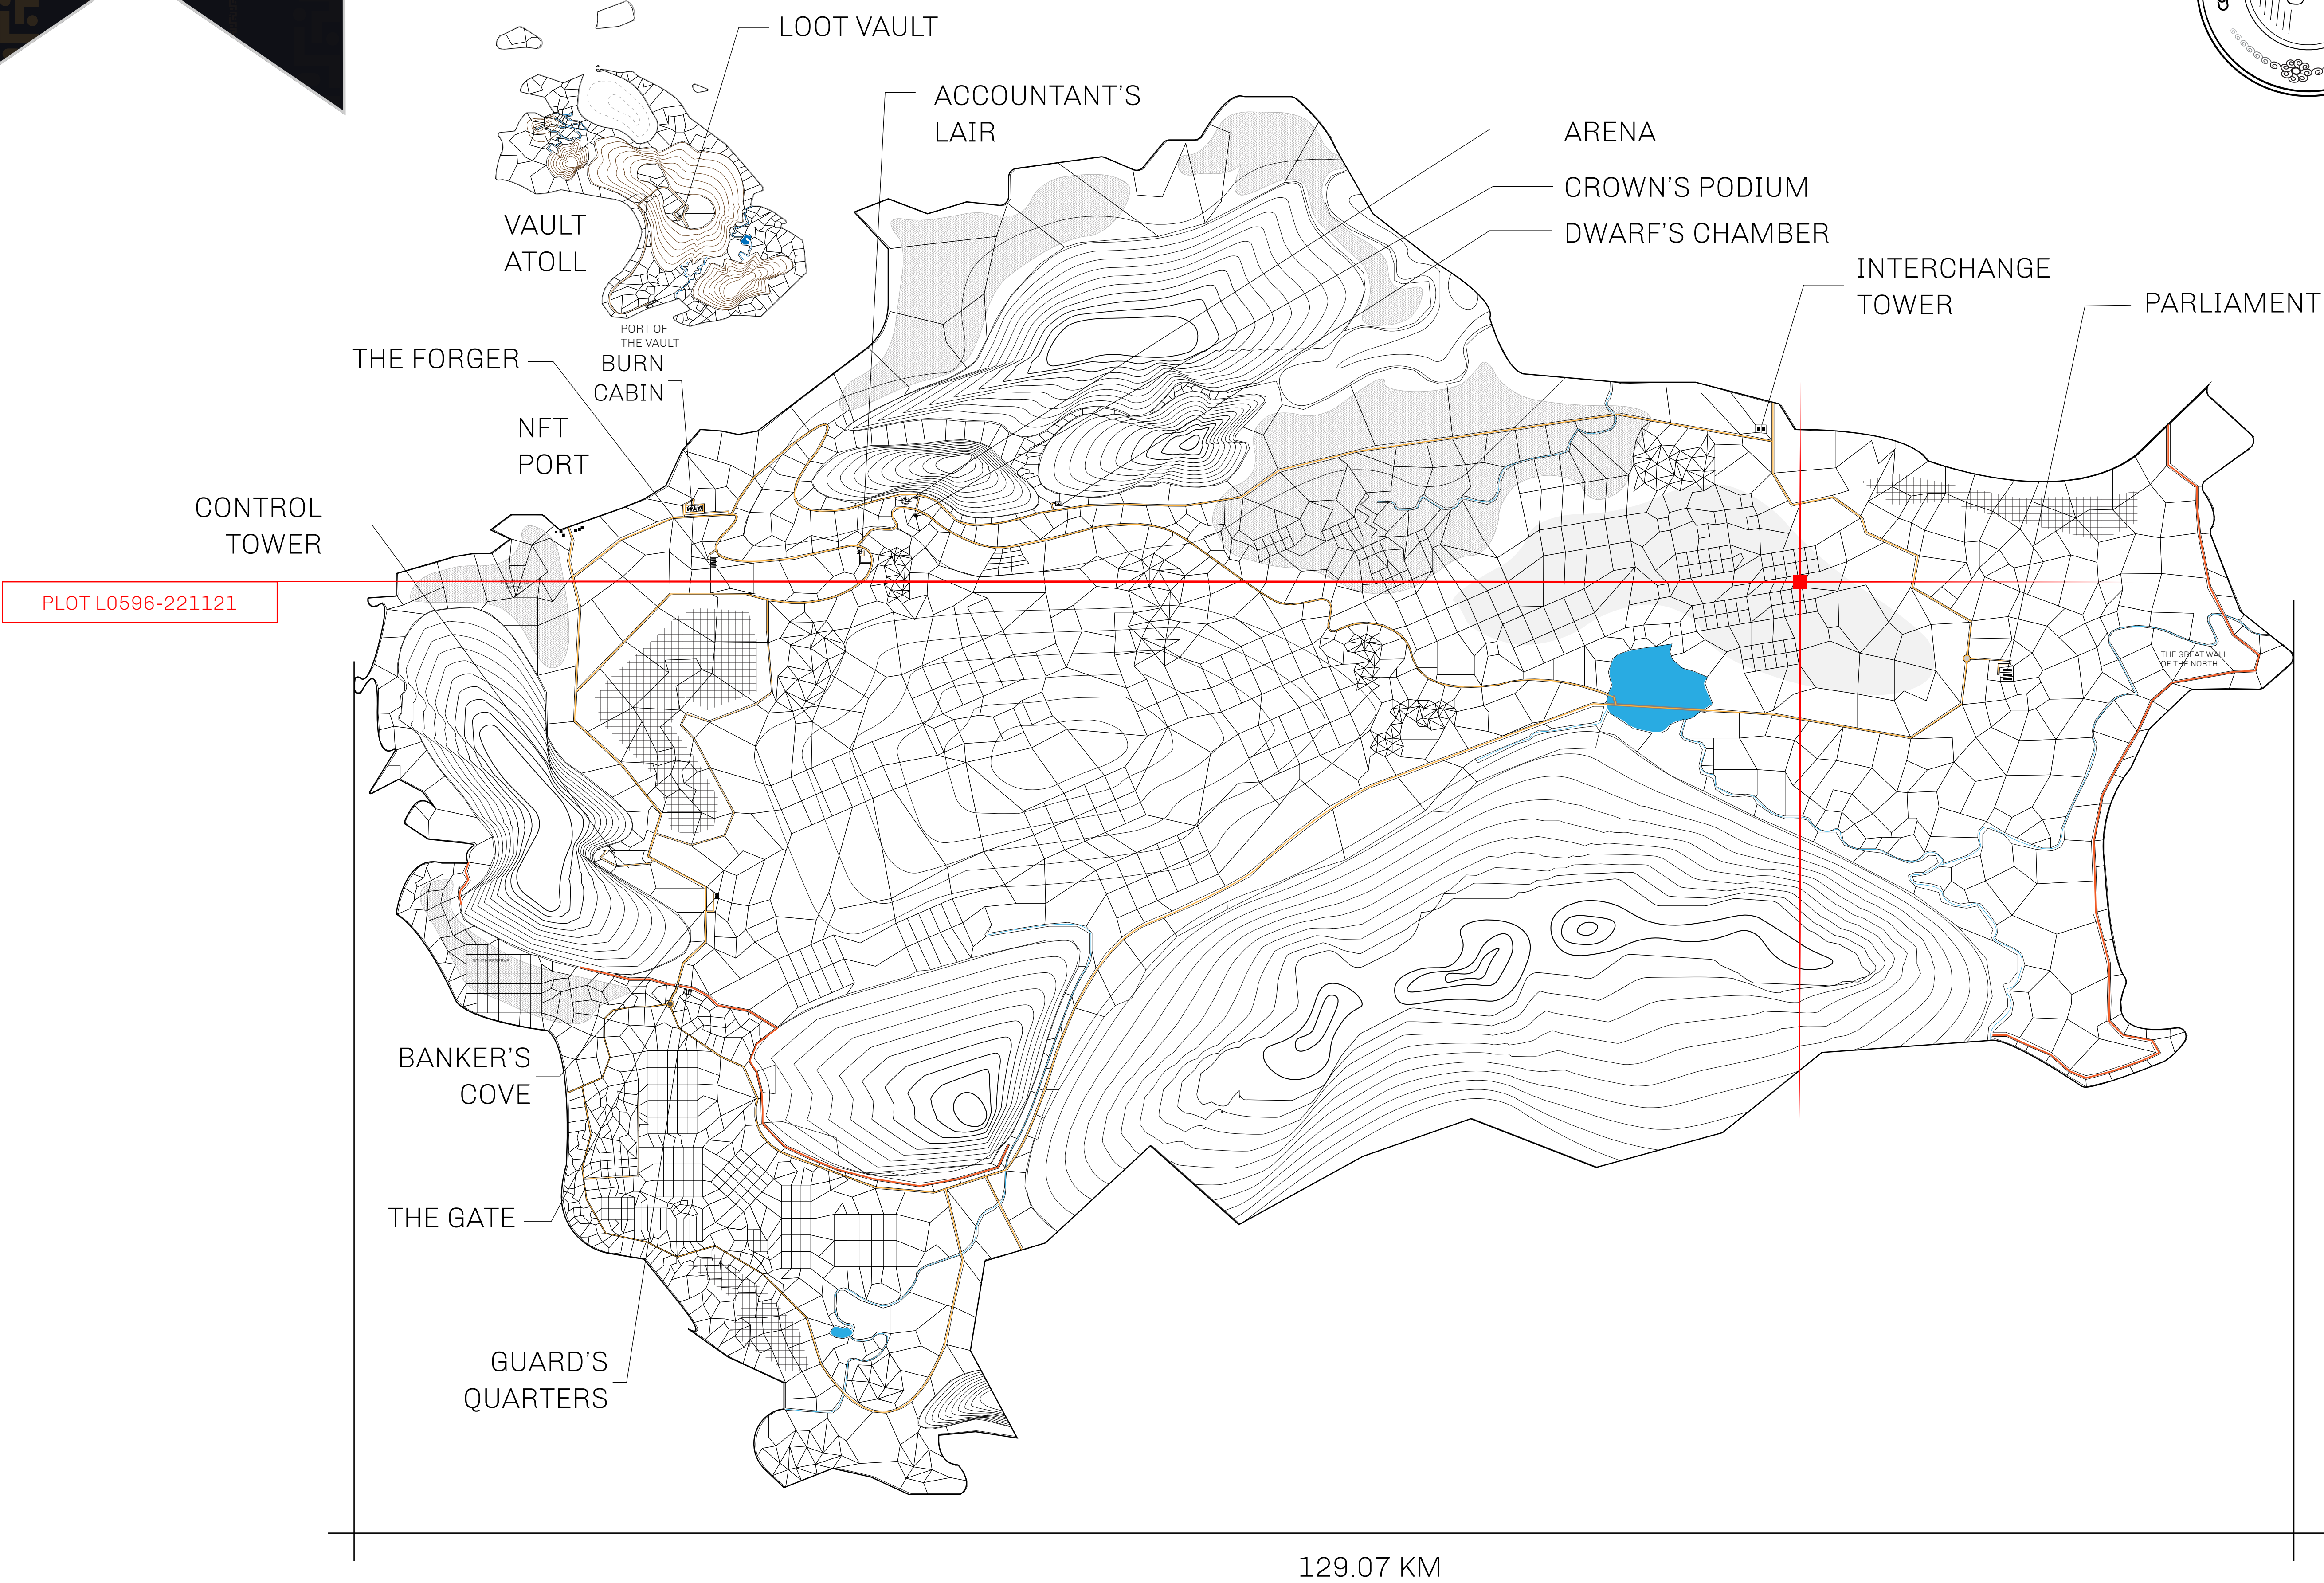 LOOT VAULT
ACCOUNTANT'S
LAIR
ARENA
CROWN'S PODIUM
DWARF'S CHAMBER
VAULT
ATOLL
INTERCHANGE
TOWER
PARLIAMENT
PORT OF
THE VAULT
THE FORGER
BURN
CABIN
NFT
PORT
CONTROL
TOWER
PLOT L0596-221121
THE GREAT WALL
OF THE NORTH
SOUTH RESERVE
BANKER'S
COVE
THE GATE
GUARD'S
QUARTERS
129.07 KM